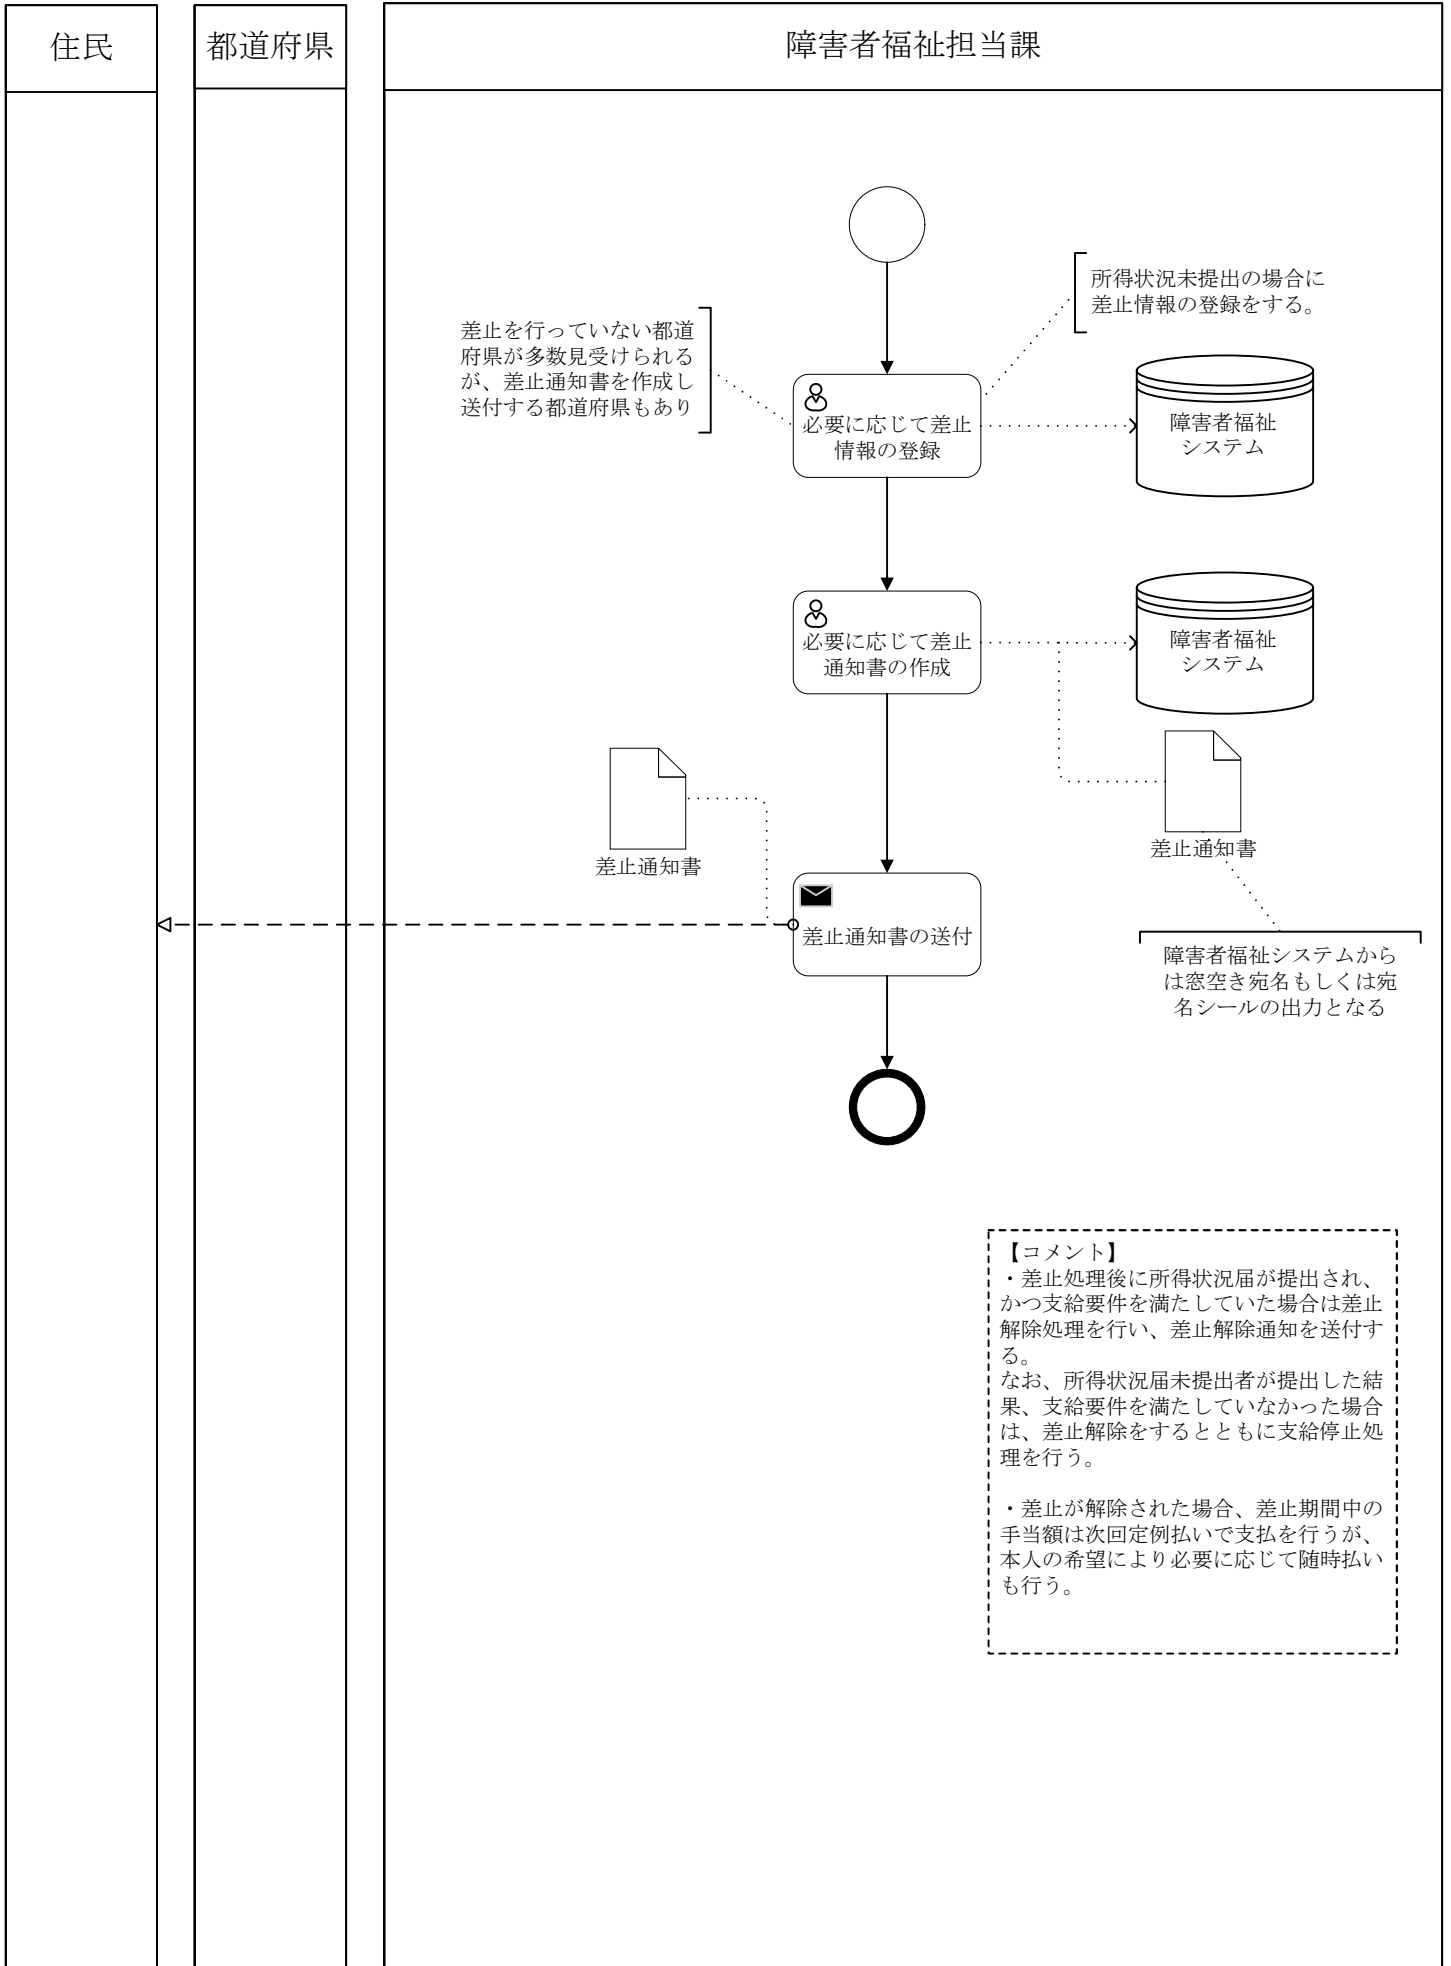 住民
都道府県
障害者福祉担当課
所得状況未提出の場合に
差止情報の登録をする。
差止を行っていない都道
府県が多数見受けられる
が、差止通知書を作成し
送付する都道府県もあり
必要に応じて差止
情報の登録
障害者福祉
システム
必要に応じて差止
通知書の作成
障害者福祉
システム
差止通知書
差止通知書
差止通知書の送付
障害者福祉システムから
は窓空き宛名もしくは宛
名シールの出力となる
【コメント】
・差止処理後に所得状況届が提出され、
かつ支給要件を満たしていた場合は差止
解除処理を行い、差止解除通知を送付す
る。
なお、所得状況届未提出者が提出した結
果、支給要件を満たしていなかった場合
は、差止解除をするとともに支給停止処
理を行う。
・差止が解除された場合、差止期間中の
手当額は次回定例払いで支払を行うが、
本人の希望により必要に応じて随時払い
も行う。